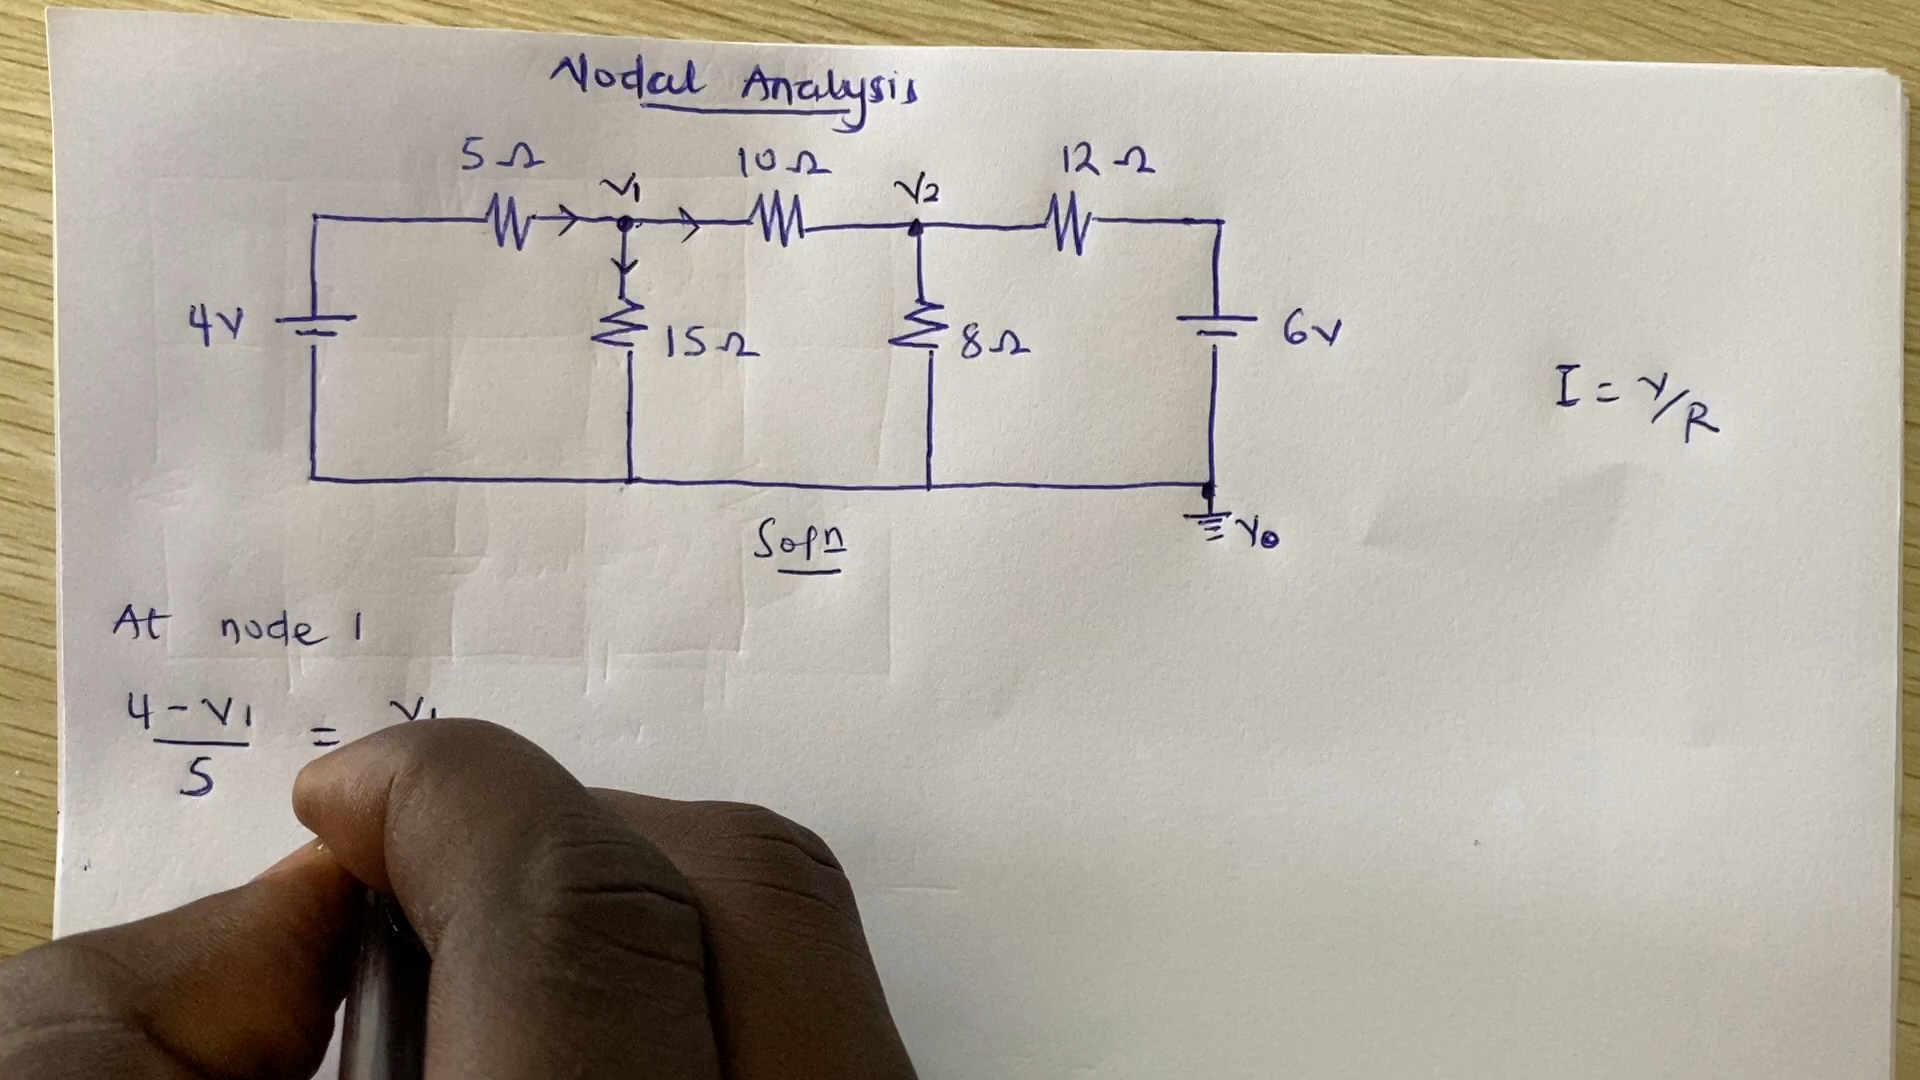 Nodal Analysis
5Ω 10Ω 12Ω
V1 V2
4V 15Ω 8Ω 6V
I = V/R
V0
Soln
At node 1
4 - V1 / 5 = V1